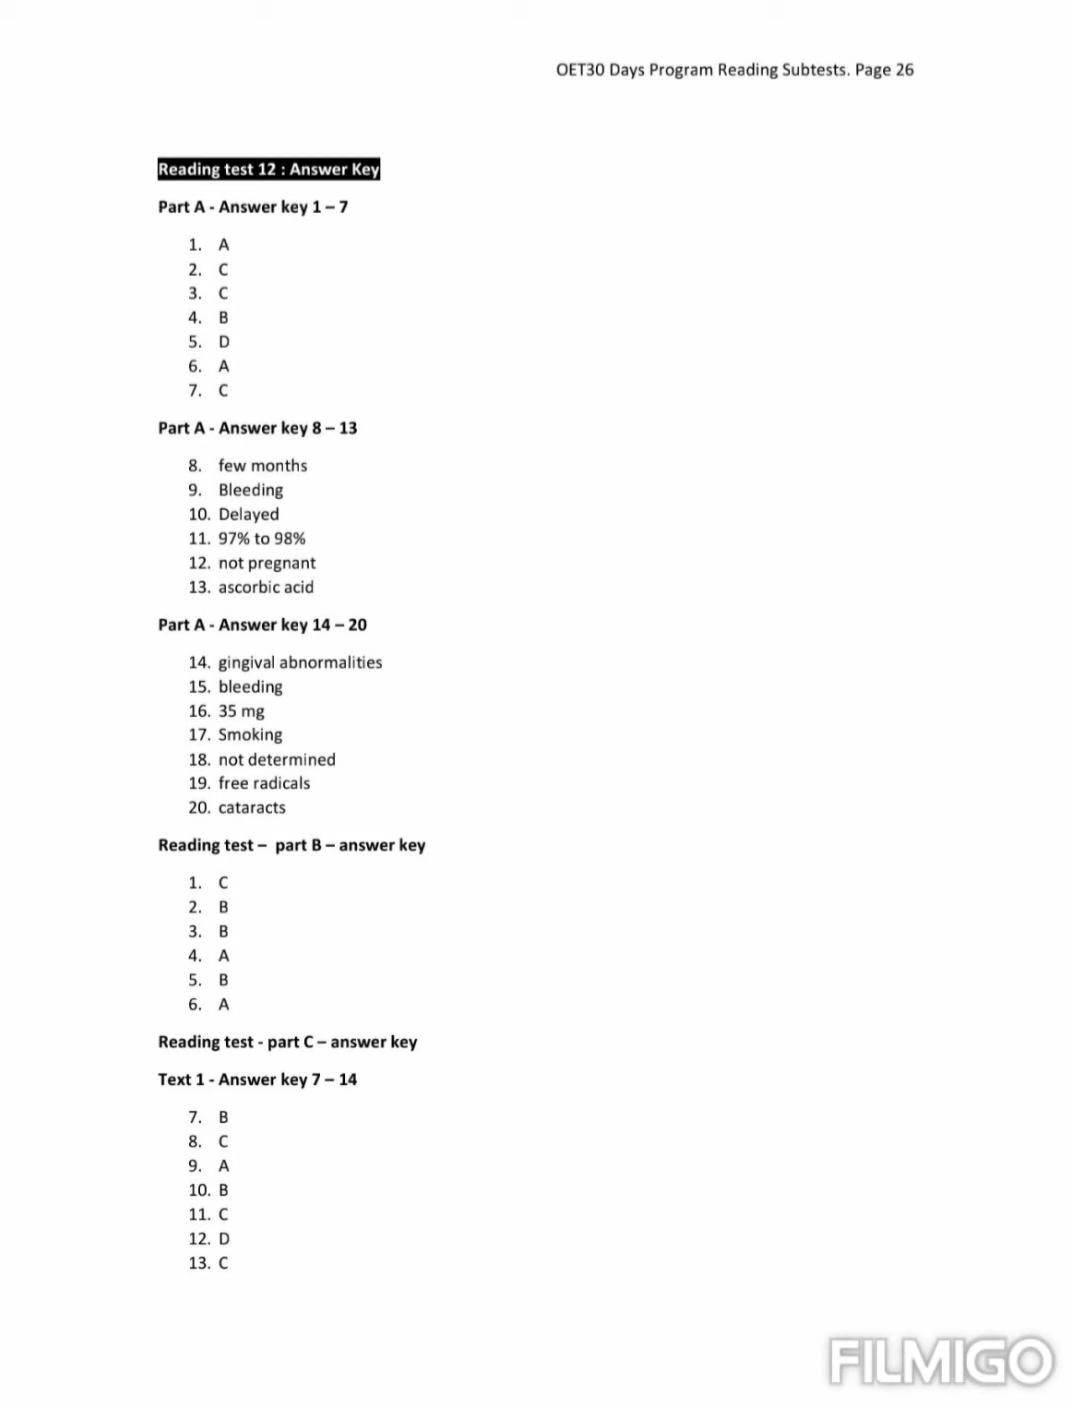 OET30 Days Program Reading Subtests. Page 26
Reading test 12 : Answer Key
Part A - Answer key 1 – 7
1. A
2. C
3. C
4. B
5. D
6. A
7. C
Part A - Answer key 8 – 13
8. few months
9. Bleeding
10. Delayed
11. 97% to 98%
12. not pregnant
13. ascorbic acid
Part A - Answer key 14 – 20
14. gingival abnormalities
15. bleeding
16. 35 mg
17. Smoking
18. not determined
19. free radicals
20. cataracts
Reading test – part B – answer key
1. C
2. B
3. B
4. A
5. B
6. A
Reading test - part C – answer key
Text 1 - Answer key 7 – 14
7. B
8. C
9. A
10. B
11. C
12. D
13. C
FILMIGO